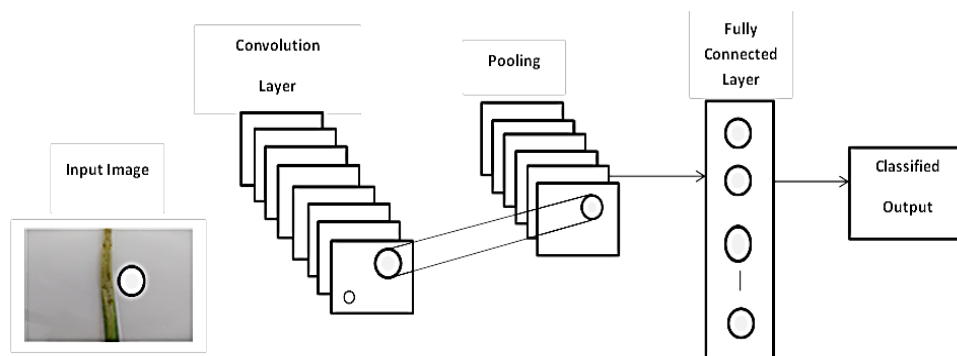 Input Image
Convolution
Layer
Pooling
Fully
Connected
Layer
Classified
Output